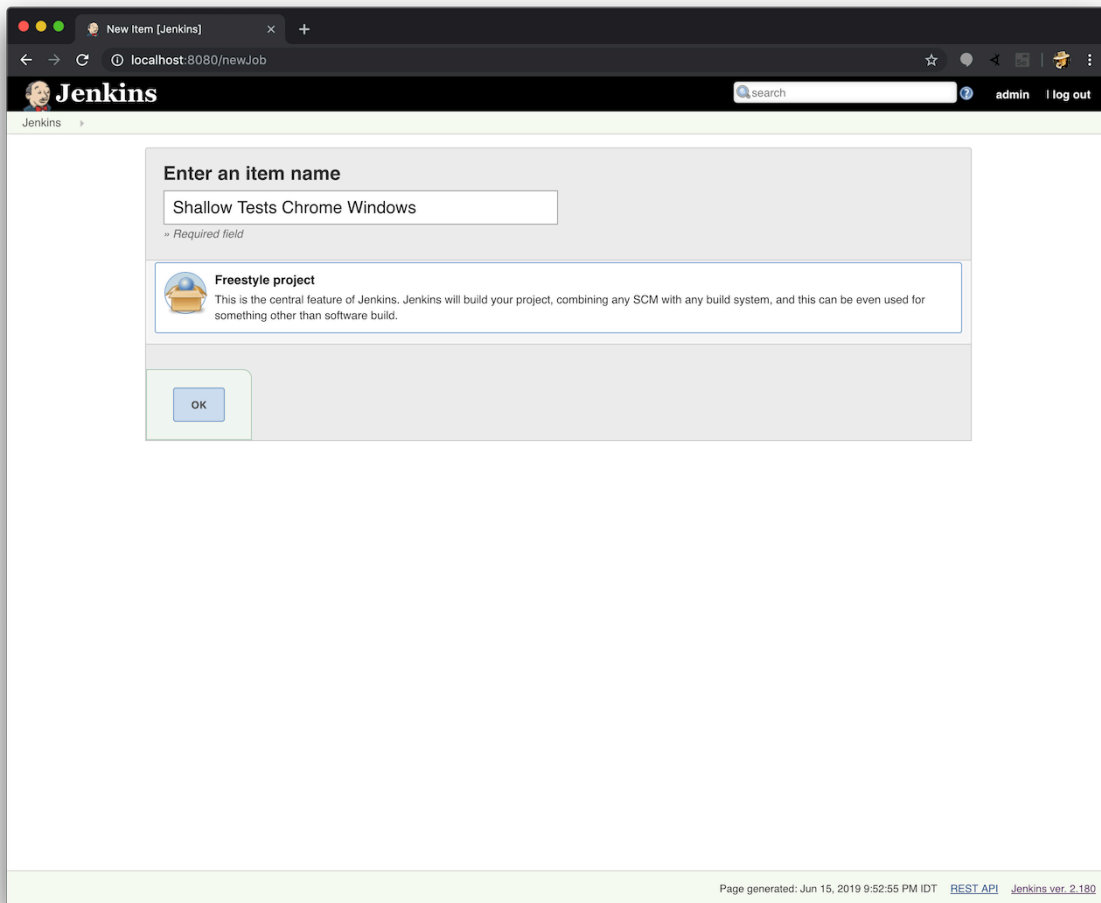 New Item [Jenkins]
localhost:8080/newJob
Jenkins
search
admin
| log out
Jenkins
Enter an item name
Shallow Tests Chrome Windows
» Required field
Freestyle project
This is the central feature of Jenkins. Jenkins will build your project, combining any SCM with any build system, and this can be even used for
something other than software build.
OK
Page generated: Jun 15, 2019 9:52:55 PM IDT REST API Jenkins ver. 2.180